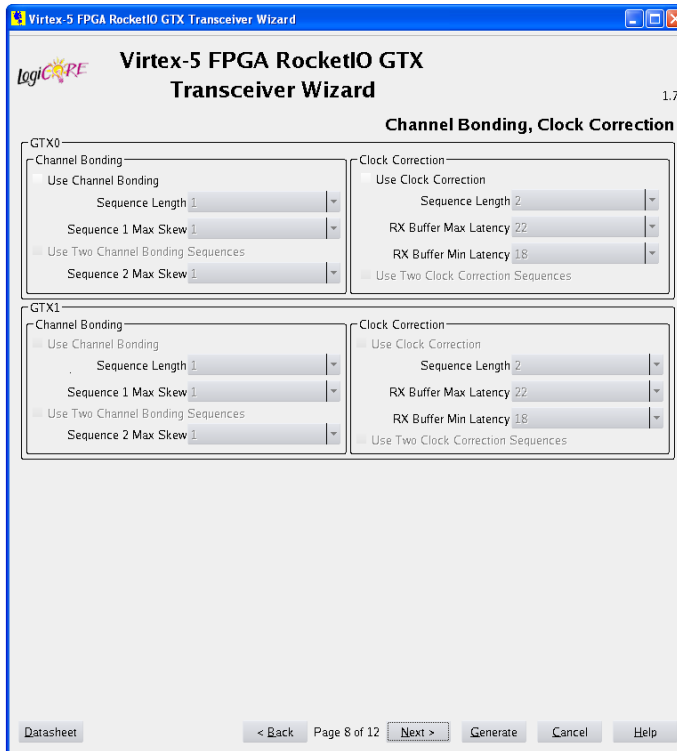 Virtex-5 FPGA RocketIO GTX Transceiver Wizard
LogiCORE
Virtex-5 FPGA RocketIO GTX
Transceiver Wizard
1.7
Channel Bonding, Clock Correction
GTX0
Channel Bonding
Use Channel Bonding
Sequence Length 1
Sequence 1 Max Skew 1
Use Two Channel Bonding Sequences
Sequence 2 Max Skew 1
Clock Correction
Use Clock Correction
Sequence Length 2
RX Buffer Max Latency 22
RX Buffer Min Latency 18
Use Two Clock Correction Sequences
GTX1
Channel Bonding
Use Channel Bonding
Sequence Length 1
Sequence 1 Max Skew 1
Use Two Channel Bonding Sequences
Sequence 2 Max Skew 1
Clock Correction
Use Clock Correction
Sequence Length 2
RX Buffer Max Latency 22
RX Buffer Min Latency 18
Use Two Clock Correction Sequences
Datasheet < Back Page 8 of 12 Next > Generate Cancel Help